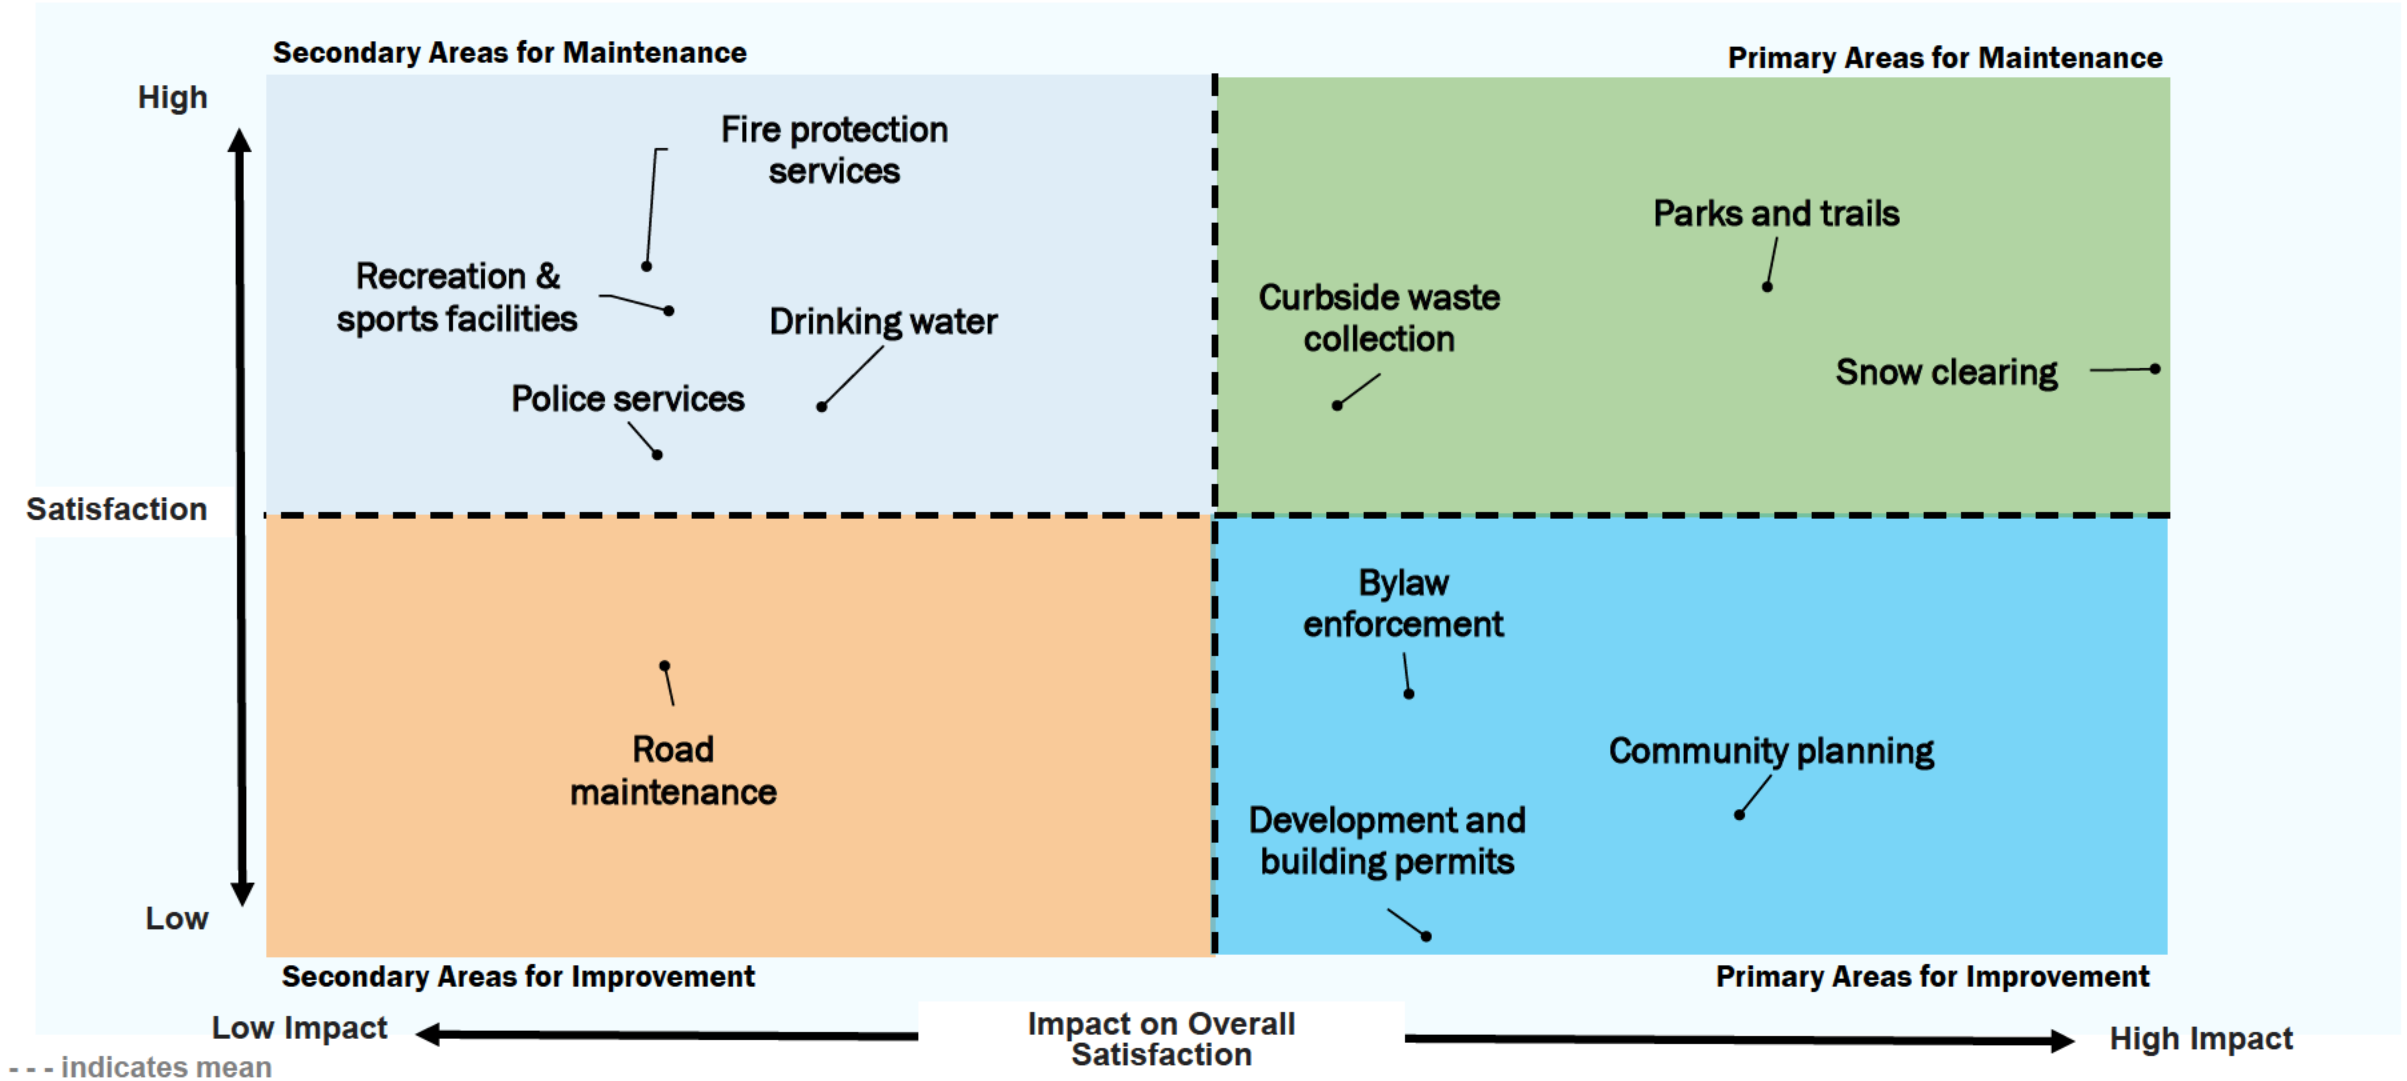 Secondary Areas for Maintenance
Primary Areas for Maintenance
High
Fire protection
services
Parks and trails
Recreation &
sports facilities
Curbside waste
collection
Drinking water
Snow clearing
Police services
Satisfaction
Bylaw
enforcement
Road
maintenance
Community planning
Development and
building permits
Low
Secondary Areas for Improvement
Primary Areas for Improvement
Low Impact
Impact on Overall
Satisfaction
High Impact
- - - indicates mean